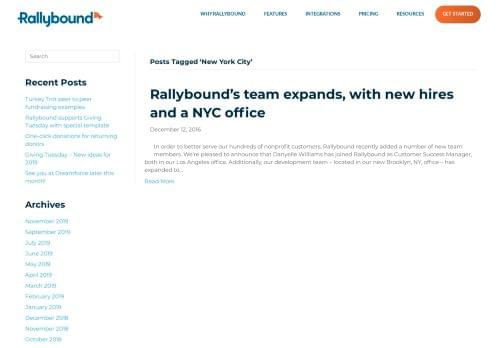 Rallybound
WHY RALLYBOUND
FEATURES
INTEGRATIONS
PRICING
RESOURCES
GET STARTED
Search
Recent Posts
Turkey Trot peer to peer
fundraising examples
Rallybound supports Giving
Tuesday with special template
One-click donations for returning
donors
Giving Tuesday – New ideas for
2019
See you at Dreamforce later this
month!
Archives
November 2019
September 2019
July 2019
June 2019
May 2019
April 2019
March 2019
February 2019
January 2019
December 2018
November 2018
October 2018
Posts Tagged ‘New York City’
Rallybound’s team expands, with new hires
and a NYC office
December 12, 2016
In order to better serve our hundreds of nonprofit customers, Rallybound recently added a number of new team
members. We’re pleased to announce that Danyelle Williams has joined Rallybound as Customer Success Manager,
both in our Los Angeles office. Additionally, our development team – located in our new Brooklyn, NY, office – has
expanded to...
Read More